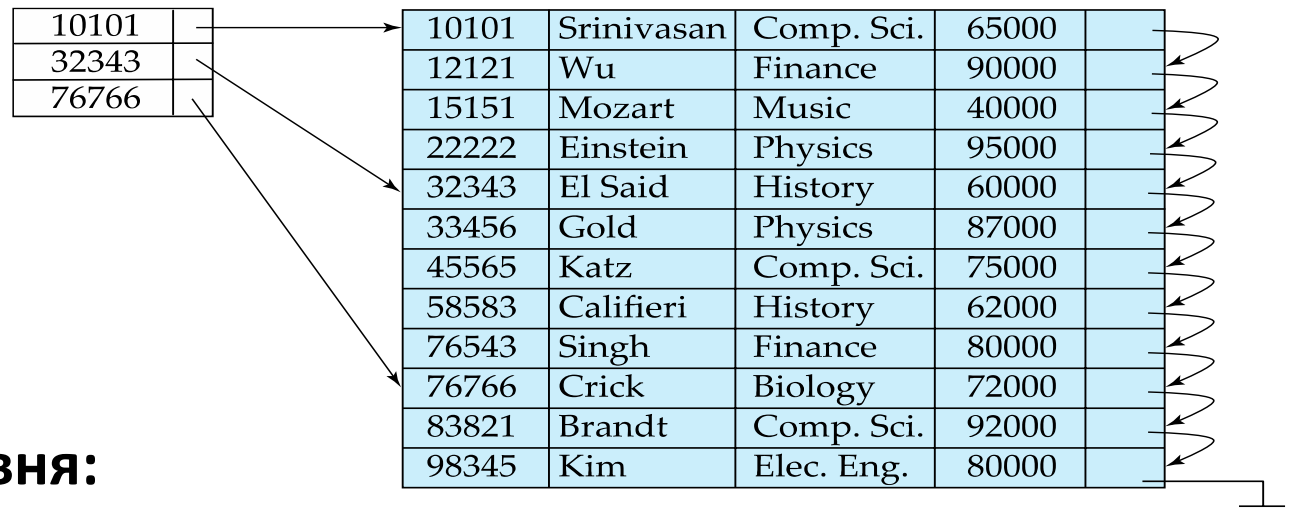 10101
32343
76766
10101 Srinivasan Comp. Sci. 65000
12121 Wu Finance 90000
15151 Mozart Music 40000
22222 Einstein Physics 95000
32343 El Said History 60000
33456 Gold Physics 87000
45565 Katz Comp. Sci. 75000
58583 Califieri History 62000
76543 Singh Finance 80000
76766 Crick Biology 72000
83821 Brandt Comp. Sci. 92000
98345 Kim Elec. Eng. 80000